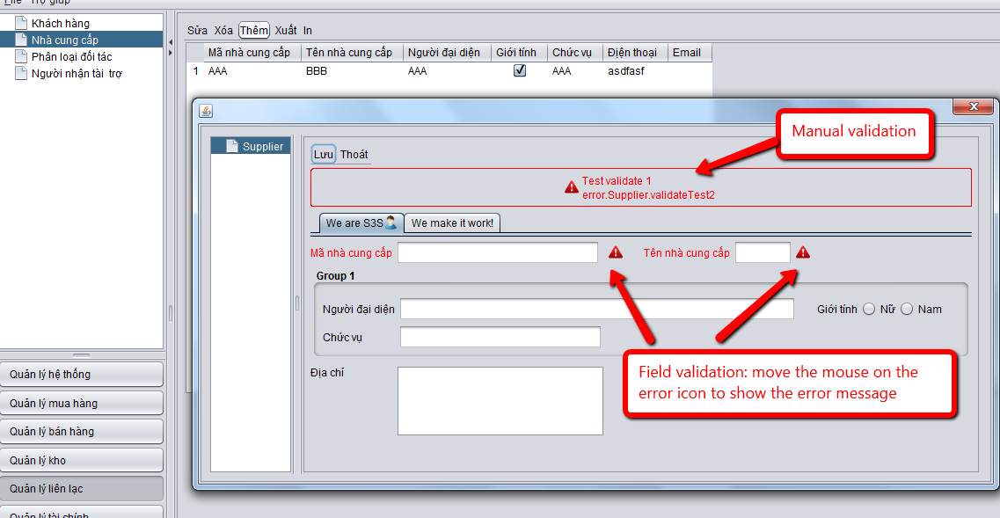 File Trợ giúp
Khách hàng
Nhà cung cấp
Phân loại đối tác
Người nhận tài trợ
Sửa Xóa Thêm Xuất In
Mã nhà cung cấp Tên nhà cung cấp Người đại diện Giới tính Chức vụ Điện thoại Email
1 AAA BBB AAA AAA asdfasf
Manual validation
Supplier
Lưu Thoát
Test validate 1
error.Supplier.validateTest2
We are S3S We make it work!
Mã nhà cung cấp Tên nhà cung cấp
Group 1
Người đại diện Giới tính Nữ Nam
Chức vụ
Địa chỉ
Field validation: move the mouse on the
error icon to show the error message
Quản lý hệ thống
Quản lý mua hàng
Quản lý bán hàng
Quản lý kho
Quản lý liên lạc
Quản lý tài chính